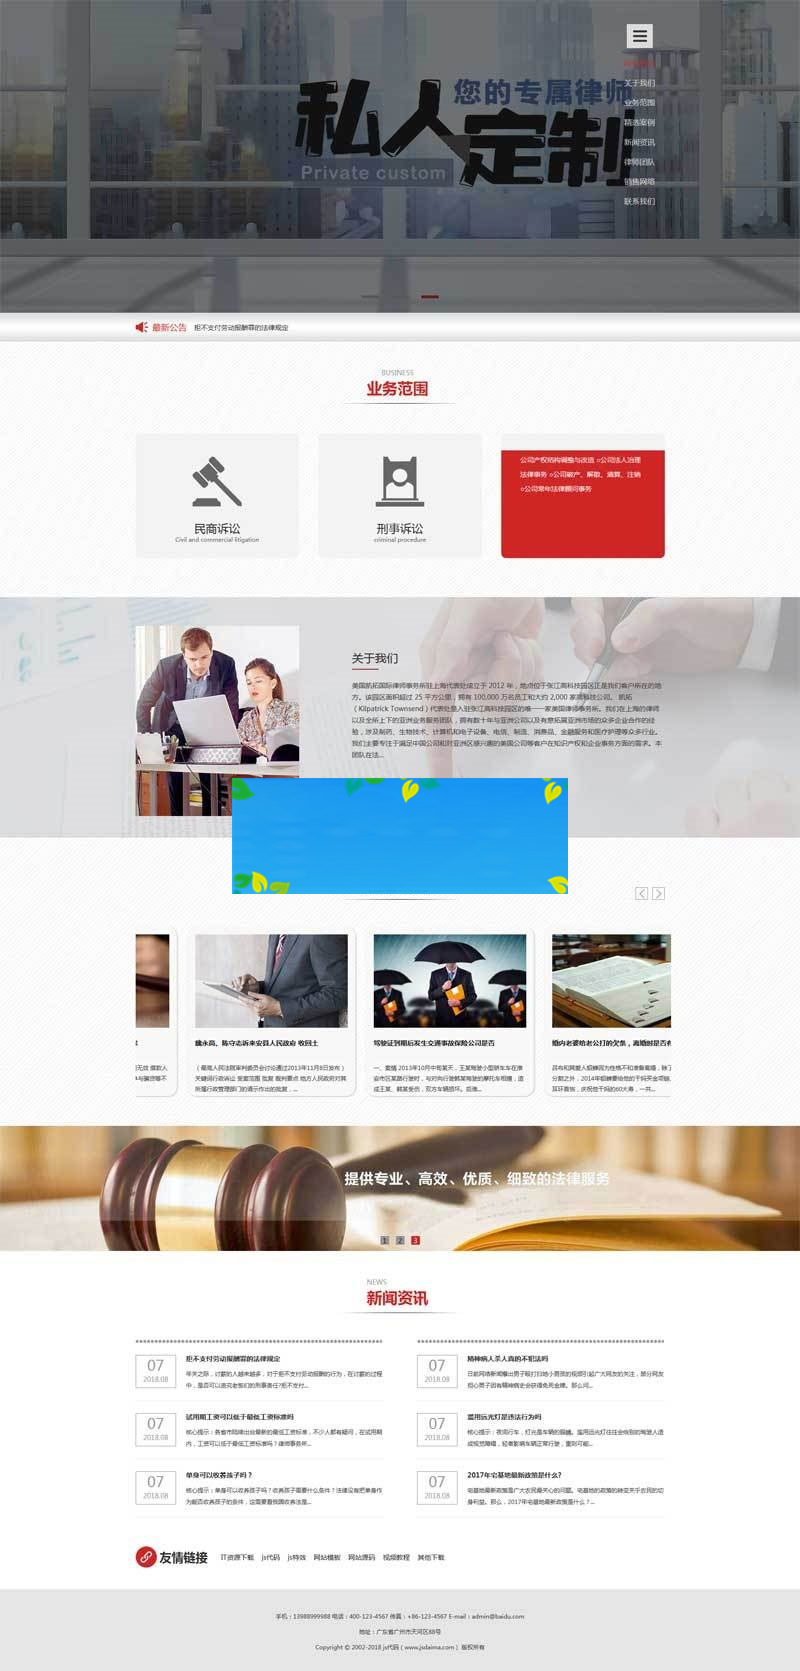 关于我们
业务范围
精选案例
新闻资讯
律师团队
销售网络
联系我们
您的专属律师
私人定制
Private custom
最新公告 拒不支付劳动报酬罪的法律规定
BUSINESS
业务范围
民商诉讼
Civil and commercial litigation
刑事诉讼
criminal procedure
公司产权结构调整与改造 ○公司法人治理
法律事务 ○公司破产、解散、清算、注销
○公司常年法律顾问事务
关于我们
美国凯拓国际律师事务所驻上海代表处成立于 2012 年，地点位于张江高科技园区正是我们客户所在的地
方。该园区面积超过 25 平方公里，拥有 100,000 万名员工和大约 2,000 家高科技公司。 凯拓
（Kilpatrick Townsend）代表处是入驻张江高科技园区的唯一一家美国律师事务所。我们在上海的律师
以及全所上下的亚洲业务服务团队，拥有数十年与亚洲公司以及有意拓展亚洲市场的众多企业合作的经
验，涉及制药、生物技术、计算机和电子设备、电信、制造、消费品、金融服务和医疗护理等众多行业。
我们主要专注于满足中国公司和对亚洲区感兴趣的美国公司等客户在知识产权和企业事务方面的需求。本
团队在法...
魏永高、陈守志诉来安县人民政府 收回土
（最高人民法院审判委员会讨论通过2013年11月8日发布）
关键词行政诉讼 受案范围 批复 裁判要点 地方人民政府对其
所属行政管理部门的请示作出的批复，...
驾驶证到期后发生交通事故保险公司是否
一、案情 2013年10月中旬某天，王某驾驶小型轿车车在淮
安市区某路行驶时，与对向行驶韩某驾驶的摩托车相撞，造
成王某、韩某受伤，双方车辆损坏。后淮...
婚内老婆给老公打的欠条，离婚时是否有
吕布和貂蝉人貂蝉因为性格不和准备离婚，除了
分割之外，2014年貂蝉要给他的干妈买金项链、
耳环首饰，庆祝他干妈的60大寿，一共...
提供专业、高效、优质、细致的法律服务
1 2 3
NEWS
新闻资讯
07
2018.08
拒不支付劳动报酬罪的法律规定
年关之际，讨薪的人越来越多，对于拒不支付劳动报酬的行为，在讨薪的过程
中，是否可以追究老板们的刑事责任?拒不支付...
07
2018.08
精神病人杀人真的不犯法吗
日前网络新闻爆出男子殴打扫地小男孩的视频引起广大网友的关注，部分网友
担心男子因有精神病史会获得免死金牌。那么问...
07
2018.08
试用期工资可以低于最低工资标准吗
核心提示：各省市陆续出台最新的最低工资标准，不少人都有疑问，在试用期
内，工资可以低于最低工资标准吗？律师事务所...
07
2018.08
滥用远光灯是违法行为吗
核心提示：夜间行车，灯光是车辆的眼睛。滥用远光灯往往会给别的驾驶人造
成视觉障碍，轻者影响车辆正常行驶，重则可能...
07
2018.08
单身可以收养孩子吗？
核心提示：单身可以收养孩子吗？收养孩子需要什么条件？法律没有把单身作
为能否收养孩子的条件，这需要看我国收养法是...
07
2018.08
2017年宅基地最新政策是什么?
宅基地最新政策是广大农民最关心的问题。宅基地的政策的转变关乎农民的切
身利益。那么，2017年宅基地最新政策是什么？...
友情链接 IT资源下载 js代码 js特效 网站模板 网站源码 视频教程 其他下载
手机：13988999988 电话：400-123-4567 传真：+86-123-4567 E-mail：admin@baidu.com
地址：广东省广州市天河区88号
Copyright © 2002-2018 js代码（www.jsdaima.com） 版权所有